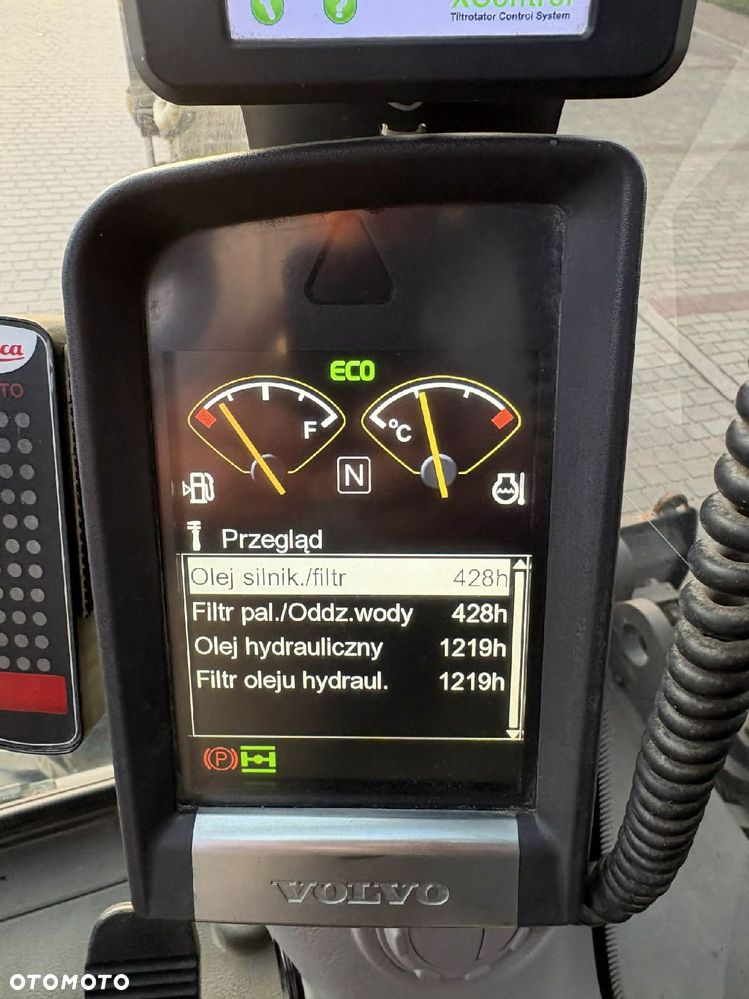 XControl
Tiltrotator Control System
ECO
F
°C
N
Przegląd
Olej silnik./filtr 428h
Filtr pal./Oddz.wody 428h
Olej hydrauliczny 1219h
Filtr oleju hydraul. 1219h
P
VOLVO
OTOMOTO